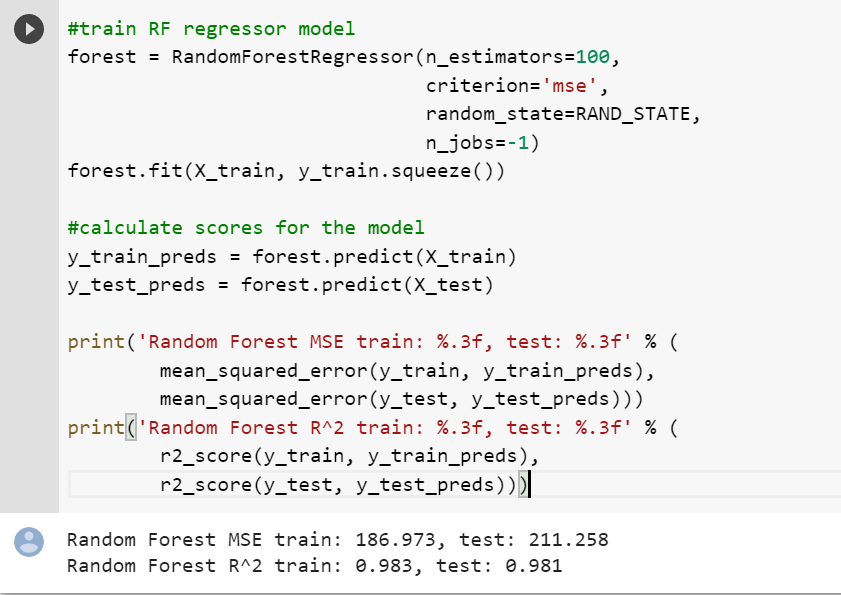 #train RF regressor model
forest = RandomForestRegressor(n_estimators=100,
                               criterion='mse',
                               random_state=RAND_STATE,
                               n_jobs=-1)
forest.fit(X_train, y_train.squeeze())
#calculate scores for the model
y_train_preds = forest.predict(X_train)
y_test_preds = forest.predict(X_test)
print('Random Forest MSE train: %.3f, test: %.3f' % (
        mean_squared_error(y_train, y_train_preds),
        mean_squared_error(y_test, y_test_preds)))
print('Random Forest R^2 train: %.3f, test: %.3f' % (
        r2_score(y_train, y_train_preds),
        r2_score(y_test, y_test_preds)))
Random Forest MSE train: 186.973, test: 211.258
Random Forest R^2 train: 0.983, test: 0.981